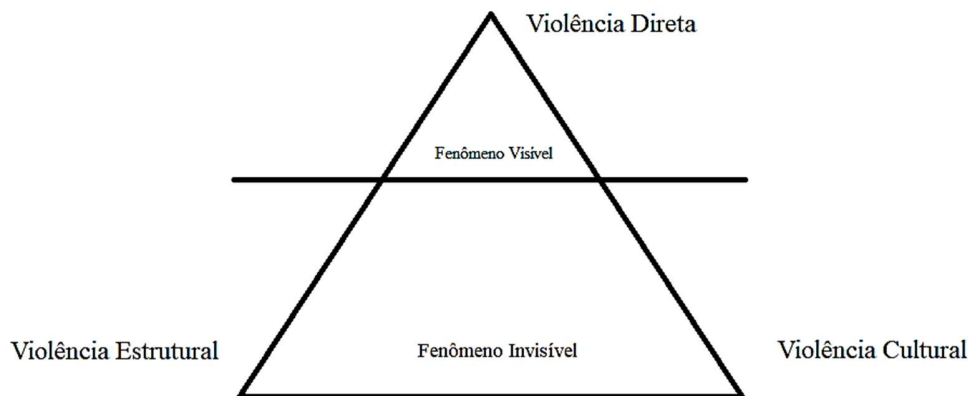 Violência Direta
Fenômeno Visível
Violência Estrutural
Fenômeno Invisível
Violência Cultural